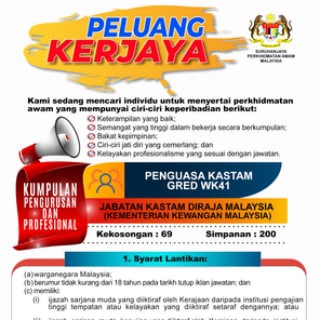 PELUANG
KERJAYA
SURUHANJAYA
PERKHIDMATAN AWAM
MALAYSIA
Kami sedang mencari individu untuk menyertai perkhidmatan
awam yang mempunyai ciri-ciri keperibadian berikut:
Keterampilan yang baik;
Semangat yang tinggi dalam bekerja secara berkumpulan;
Bakat kepimpinan;
Ciri-ciri jati diri yang cemerlang; dan
Kelayakan profesionalisme yang sesuai dengan jawatan.
KUMPULAN
PENGURUSAN
DAN
PROFESIONAL
PENGUASA KASTAM
GRED WK41
JABATAN KASTAM DIRAJA MALAYSIA
(KEMENTERIAN KEWANGAN MALAYSIA)
Kekosongan : 69 Simpanan : 200
1. Syarat Lantikan:
(a) warganegara Malaysia;
(b) berumur tidak kurang dari 18 tahun pada tarikh tutup iklan jawatan; dan
(c) memiliki:
(i) ijazah sarjana muda yang diiktiraf oleh Kerajaan daripada institusi pengajian
tinggi tempatan atau kelayakan yang diiktiraf setaraf dengannya; atau